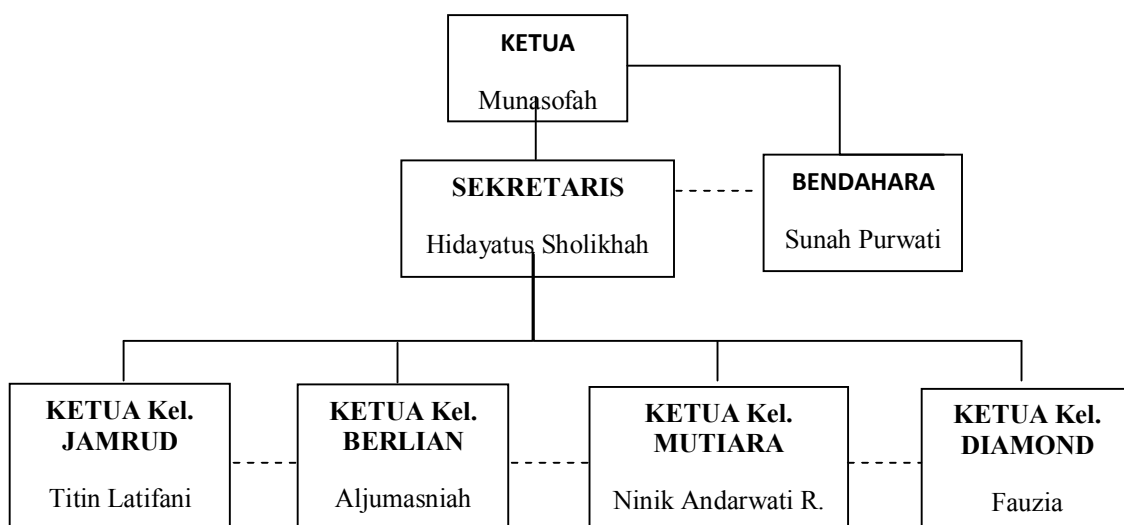 KETUA
Munasofah
SEKRETARIS
Hidayatus Sholikhah
BENDAHARA
Sunah Purwati
KETUA Kel.
JAMRUD
Titin Latifani
KETUA Kel.
BERLIAN
Aljumasniah
KETUA Kel.
MUTIARA
Ninik Andarwati R.
KETUA Kel.
DIAMOND
Fauzia